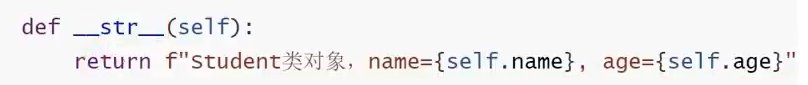 def __str__(self):
    return f"Student类对象，name={self.name}, age={self.age}"